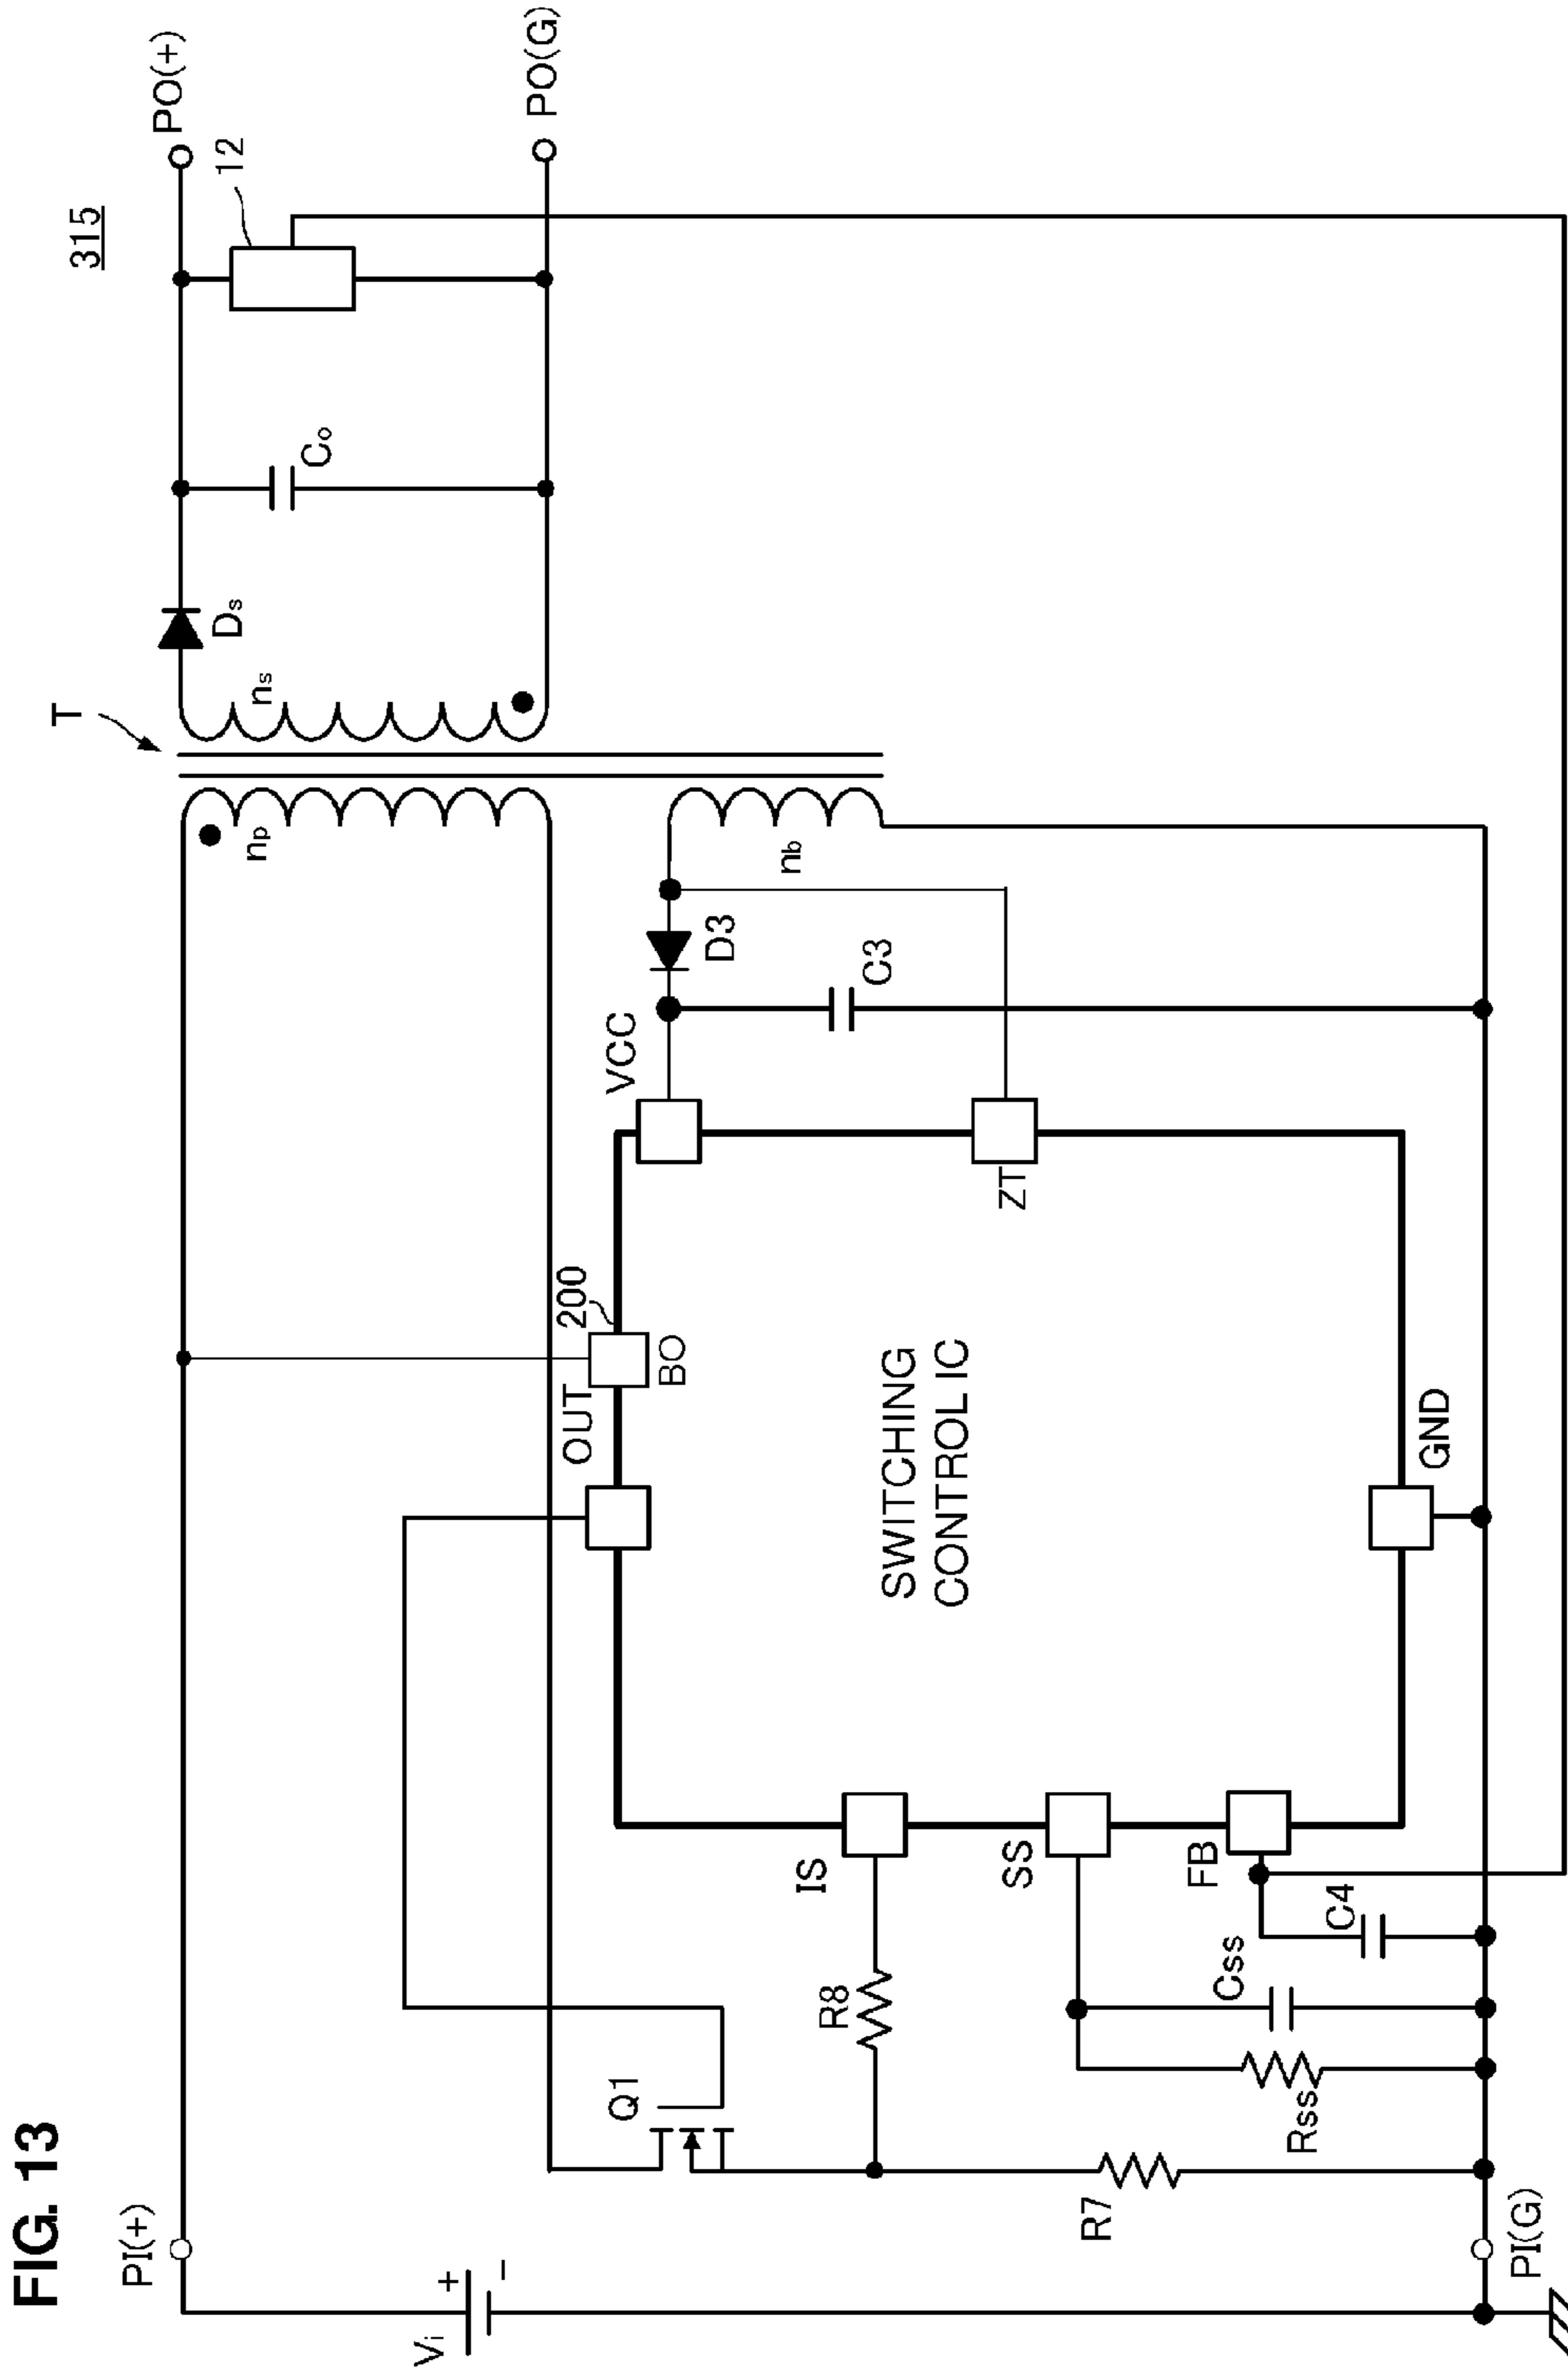 FIG. 13
315
T
PI(+)
PO(+)
12
np
ns
Ds
Co
PO(G)
Vi
+
−
Q1
OUT
200
BO
VCC
D3
nb
C3
ZT
IS
R8
SWITCHING
CONTROL IC
SS
FB
R7
Rss
Css
C4
GND
PI(G)